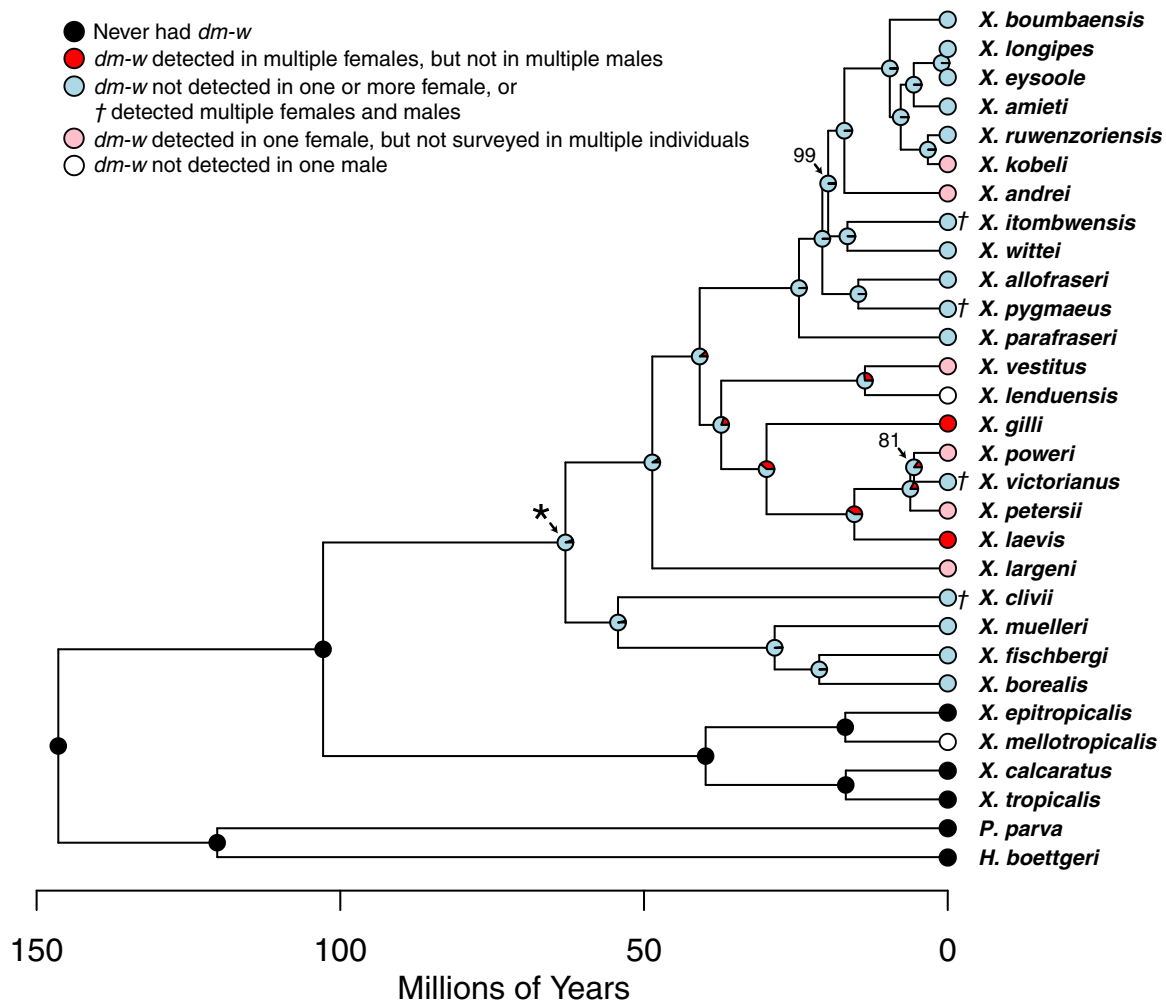 Never had dm-w
dm-w detected in multiple females, but not in multiple males
dm-w not detected in one or more female, or
† detected multiple females and males
dm-w detected in one female, but not surveyed in multiple individuals
dm-w not detected in one male
X. boumbaensis
X. longipes
X. eysoole
X. amieti
X. ruwenzoriensis
99
X. kobeli
X. andrei
† X. itombwensis
X. wittei
X. allofraseri
† X. pygmaeus
X. parafraseri
X. vestitus
X. lenduensis
X. gilli
81
X. poweri
† X. victorianus
X. petersii
*
X. laevis
X. largeni
† X. clivii
X. muelleri
X. fischbergi
X. borealis
X. epitropicalis
X. mellotropicalis
X. calcaratus
X. tropicalis
P. parva
H. boettgeri
150 100 50 0
Millions of Years